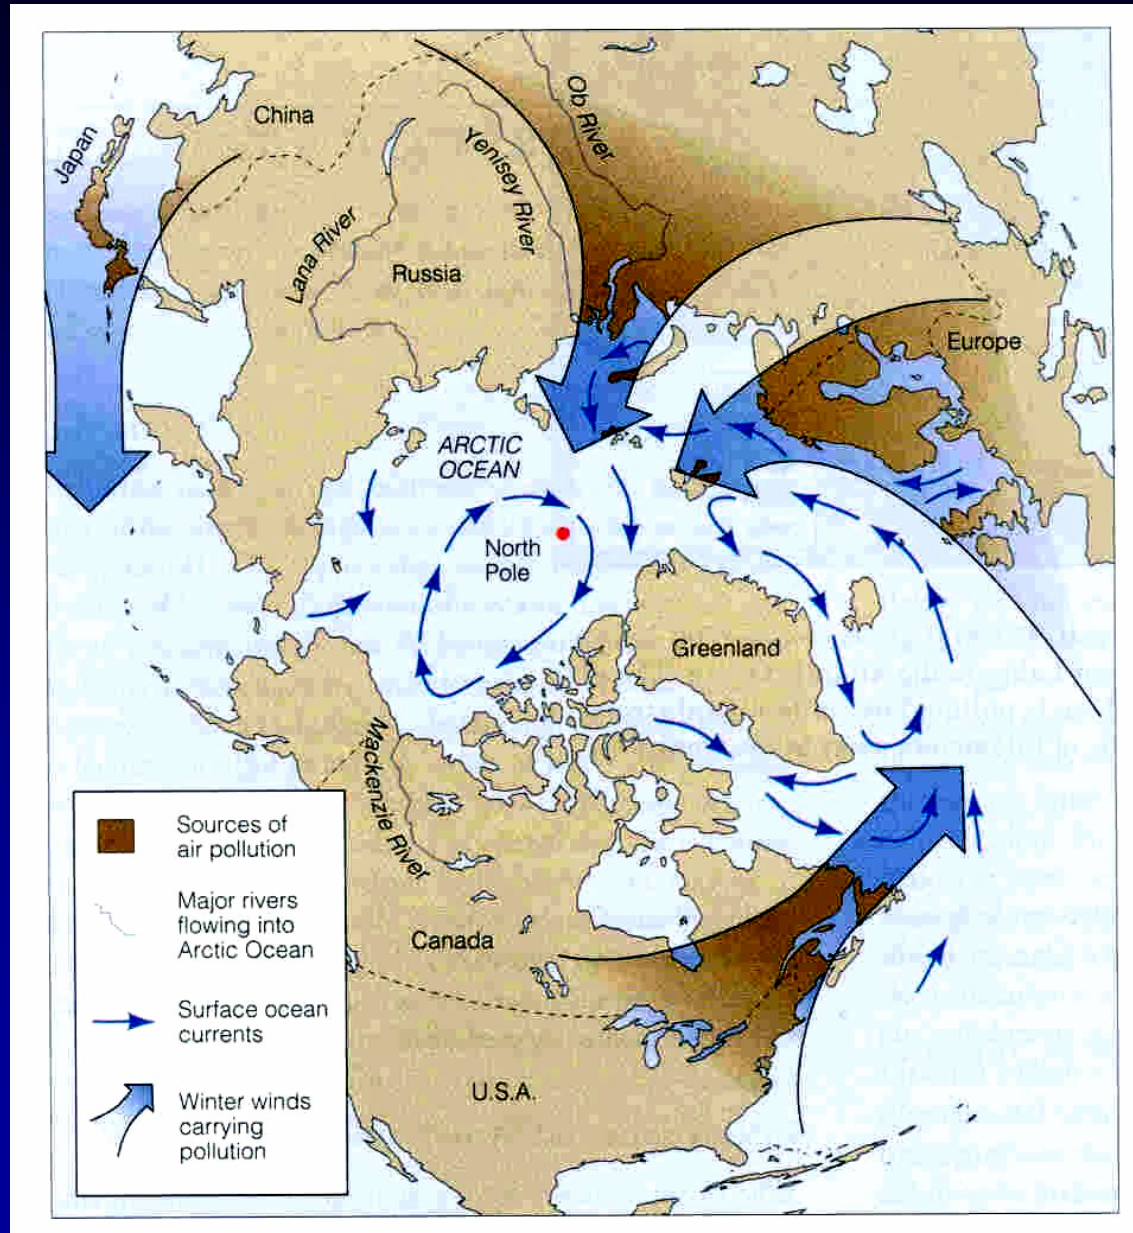 China
Japan
Ob River
Yenisey River
Lana River
Russia
Europe
ARCTIC
OCEAN
North
Pole
Greenland
Mackenzie River
Canada
U.S.A.
Sources of
air pollution
Major rivers
flowing into
Arctic Ocean
Surface ocean
currents
Winter winds
carrying
pollution